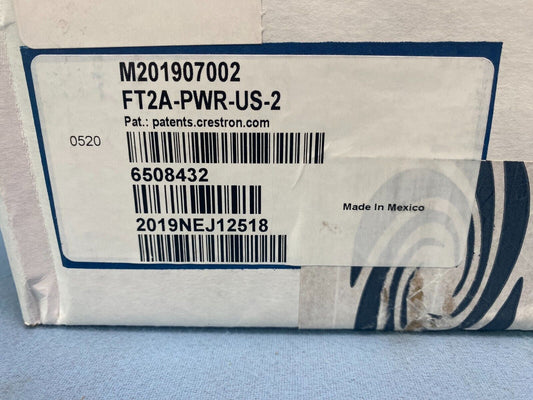 M201907002
FT2A-PWR-US-2
Pat.: patents.crestron.com
0520
6508432
Made In Mexico
2019NEJ12518